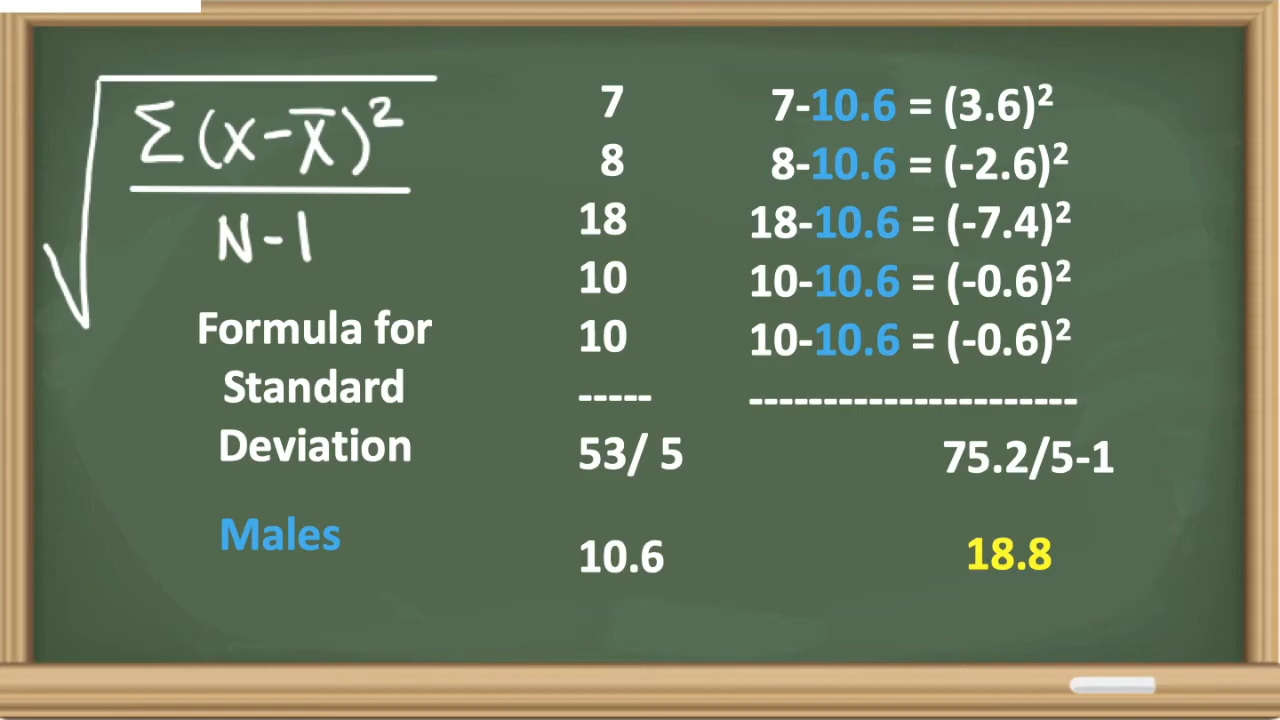 √ Σ(x-x̄)²
N-1
Formula for
Standard
Deviation
Males
7
8
18
10
10
-----
53/ 5
10.6
7-10.6 = (3.6)²
8-10.6 = (-2.6)²
18-10.6 = (-7.4)²
10-10.6 = (-0.6)²
10-10.6 = (-0.6)²
----------------------
75.2/5-1
18.8